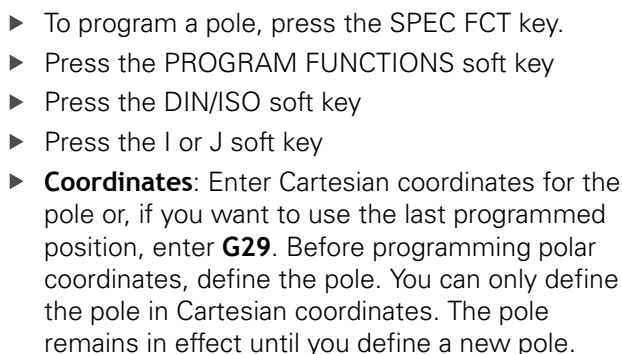 ▶ To program a pole, press the SPEC FCT key.
▶ Press the PROGRAM FUNCTIONS soft key
▶ Press the DIN/ISO soft key
▶ Press the I or J soft key
▶ Coordinates: Enter Cartesian coordinates for the
pole or, if you want to use the last programmed
position, enter G29. Before programming polar
coordinates, define the pole. You can only define
the pole in Cartesian coordinates. The pole
remains in effect until you define a new pole.